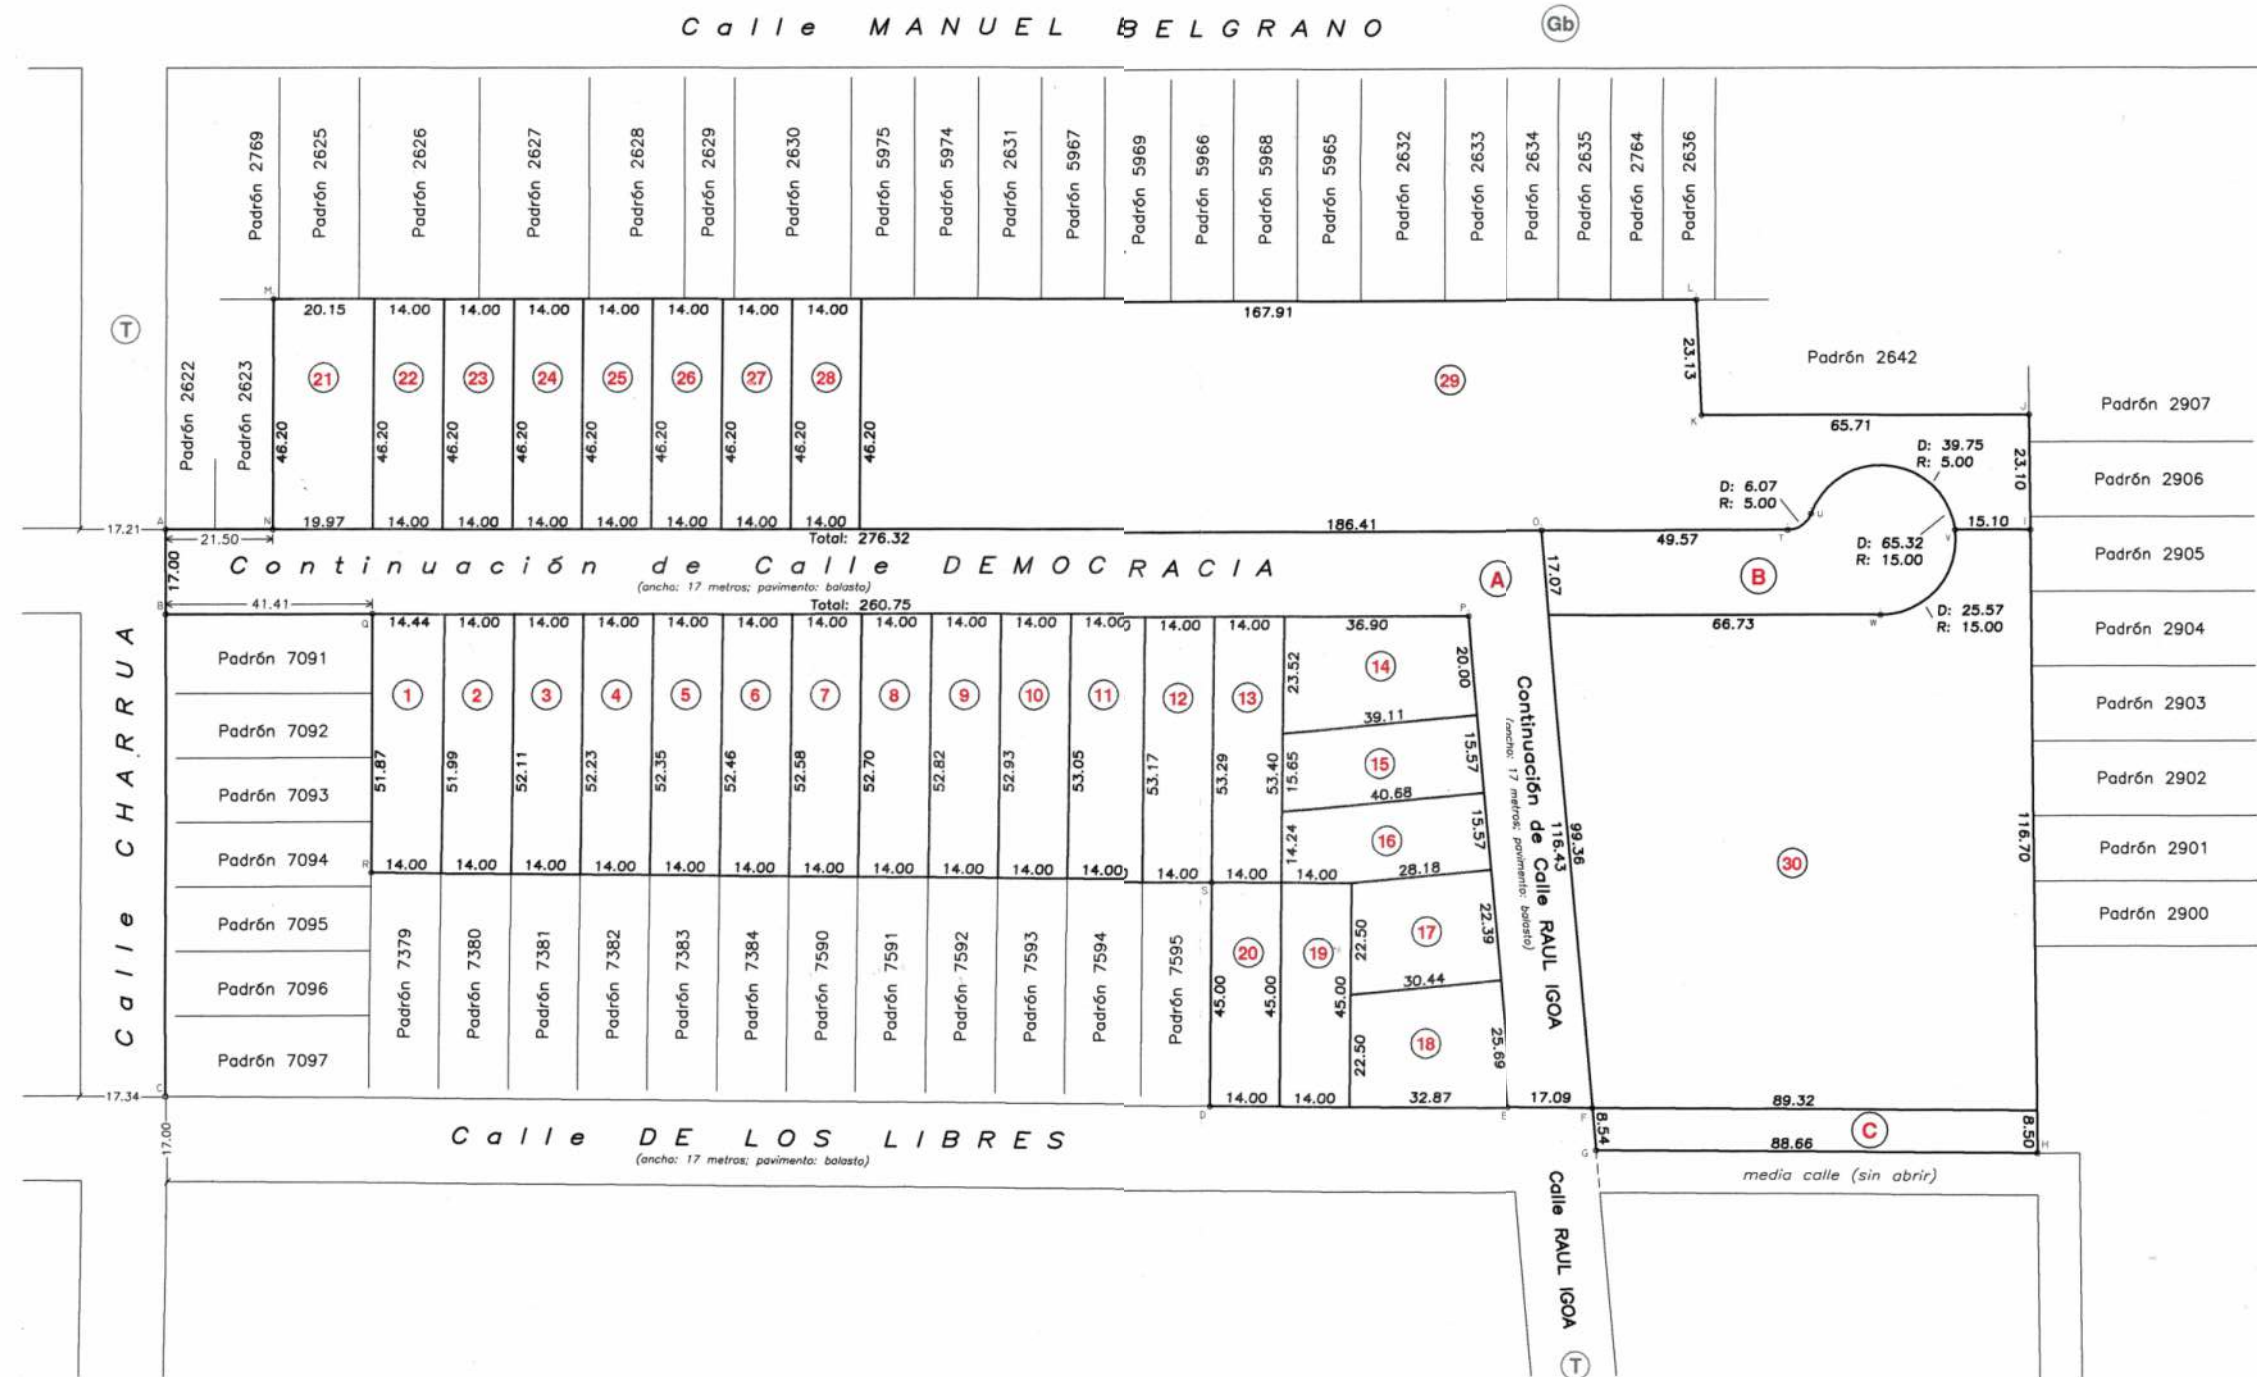 Calle MANUEL BELGRANO
Gb
Padrón 2769
Padrón 2625
Padrón 2626
Padrón 2627
Padrón 2628
Padrón 2629
Padrón 2630
Padrón 5975
Padrón 5974
Padrón 2631
Padrón 5967
Padrón 5969
Padrón 5966
Padrón 5968
Padrón 5965
Padrón 2632
Padrón 2633
Padrón 2634
Padrón 2635
Padrón 2764
Padrón 2636
M
L
20.15 14.00 14.00 14.00 14.00 14.00 14.00 14.00
167.91
T
Padrón 2622
Padrón 2623
21 22 23 24 25 26 27 28 29
23.13
Padrón 2642
46.20 46.20 46.20 46.20 46.20 46.20 46.20 46.20 46.20
K
65.71
J
Padrón 2907
D: 39.75
R: 5.00
23.10
Padrón 2906
D: 6.07
R: 5.00
17.21
A
N
19.97 14.00 14.00 14.00 14.00 14.00 14.00 14.00
186.41
O
49.57
T
U
V
15.10
I
21.50
Total: 276.32
17.00
Continuación de Calle DEMOCRACIA
(ancho: 17 metros; pavimento: balasto)
A
17.07
B
D: 65.32
R: 15.00
Padrón 2905
B
41.41
Total: 260.75
Q
14.44 14.00 14.00 14.00 14.00 14.00 14.00 14.00 14.00 14.00 14.00 14.00 14.00
36.90
P
66.73
W
D: 25.57
R: 15.00
Padrón 2904
Calle CHARRUA
Padrón 7091
Padrón 7092
Padrón 7093
Padrón 7094
Padrón 7095
Padrón 7096
Padrón 7097
1 2 3 4 5 6 7 8 9 10 11 12 13
51.87 51.99 52.11 52.23 52.35 52.46 52.58 52.70 52.82 52.93 53.05 53.17 53.29 53.40
23.52
14
20.00
39.11
15.65
15
15.57
40.68
14.24
16
15.57
28.18
Continuación de Calle RAUL IGOA
(ancho: 17 metros; pavimento: balasto)
116.43
99.36
30
116.70
Padrón 2903
Padrón 2902
Padrón 2901
Padrón 2900
R
14.00 14.00 14.00 14.00 14.00 14.00 14.00 14.00 14.00 14.00 14.00 14.00 14.00 14.00
S
Padrón 7379
Padrón 7380
Padrón 7381
Padrón 7382
Padrón 7383
Padrón 7384
Padrón 7590
Padrón 7591
Padrón 7592
Padrón 7593
Padrón 7594
Padrón 7595
20
19
45.00 45.00 45.00
22.50
17
22.39
30.44
22.50
18
25.69
17.34
C
D
14.00 14.00 32.87
E
17.09
F
89.32
8.54
C
8.50
H
G
88.66
17.00
Calle DE LOS LIBRES
(ancho: 17 metros; pavimento: balasto)
media calle (sin abrir)
Calle RAUL IGOA
T